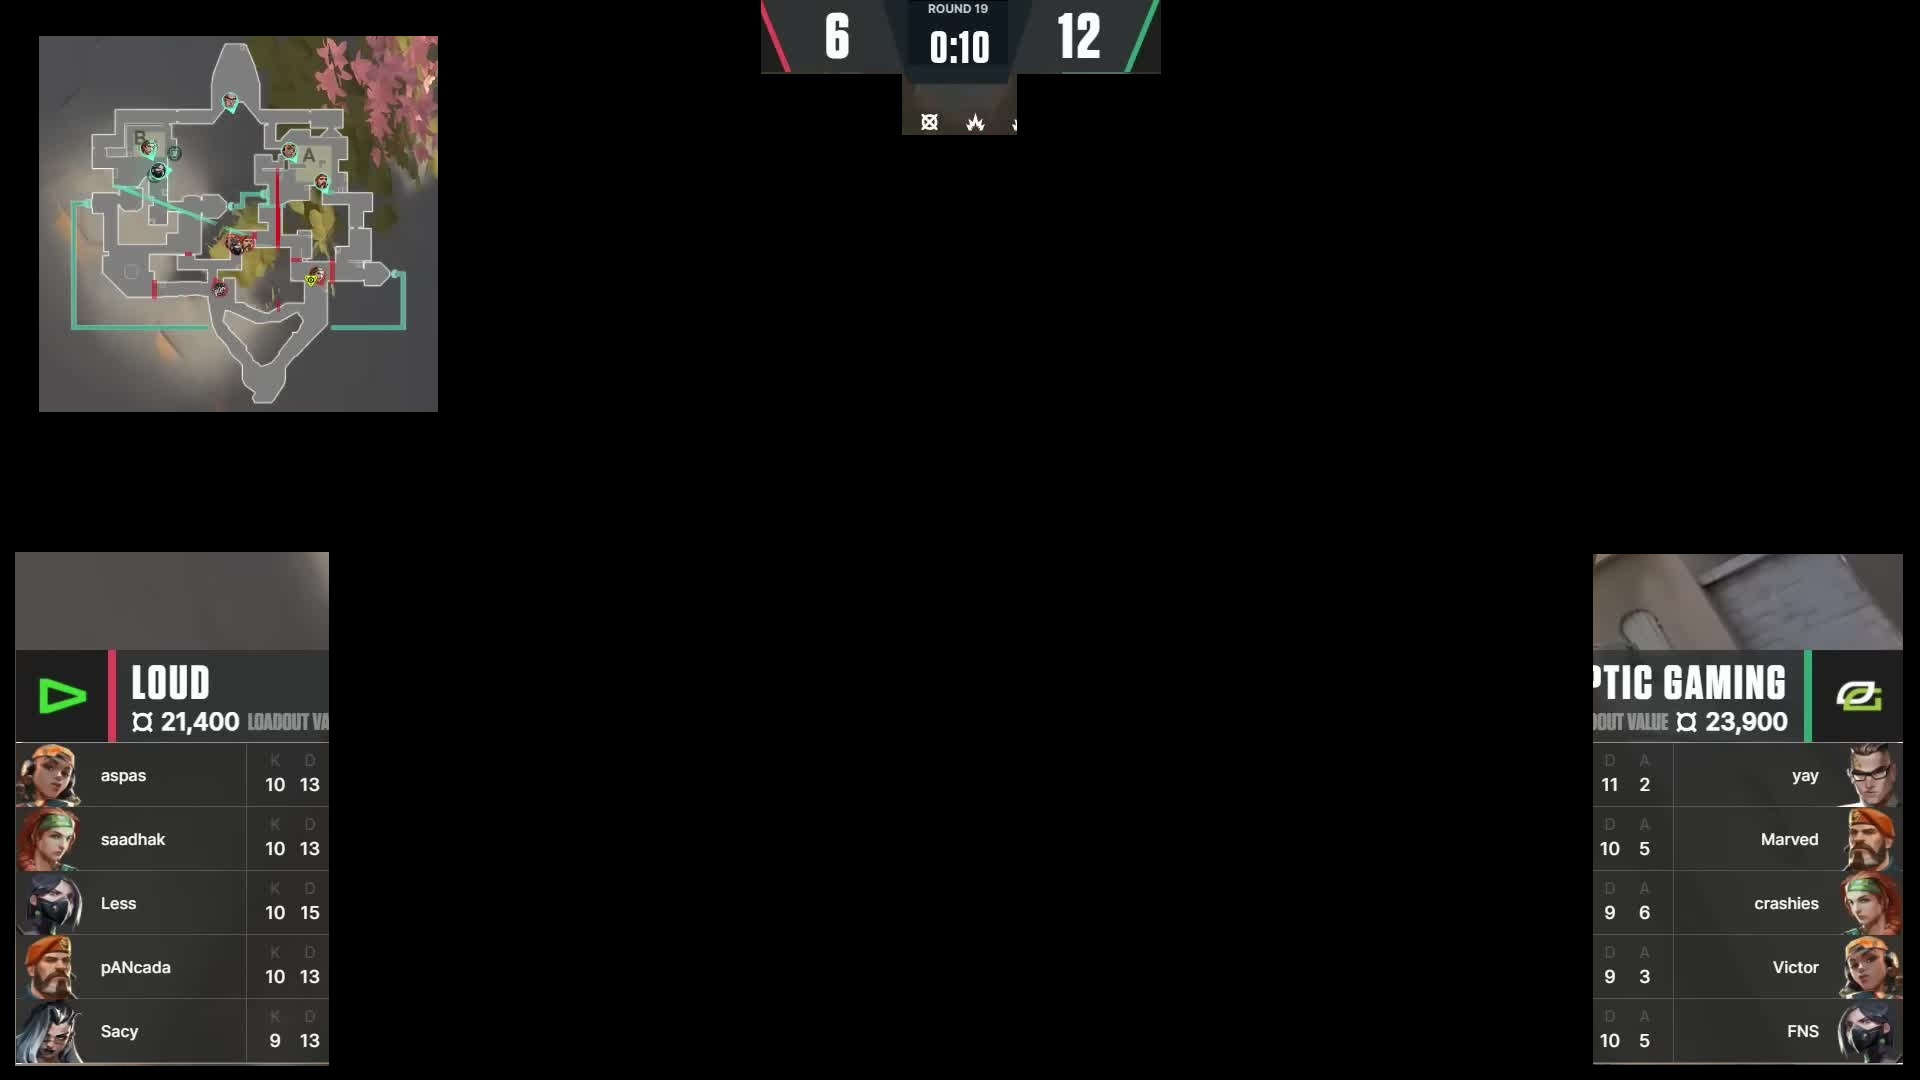 6
ROUND 19
0:10
12
B
A
LOUD
21,400 LOADOUT VA
aspas
K D
10 13
saadhak
K D
10 13
Less
K D
10 15
pANcada
K D
10 13
Sacy
K D
9 13
PTIC GAMING
OUT VALUE 23,900
D A
11 2
yay
D A
10 5
Marved
D A
9 6
crashies
D A
9 3
Victor
D A
10 5
FNS